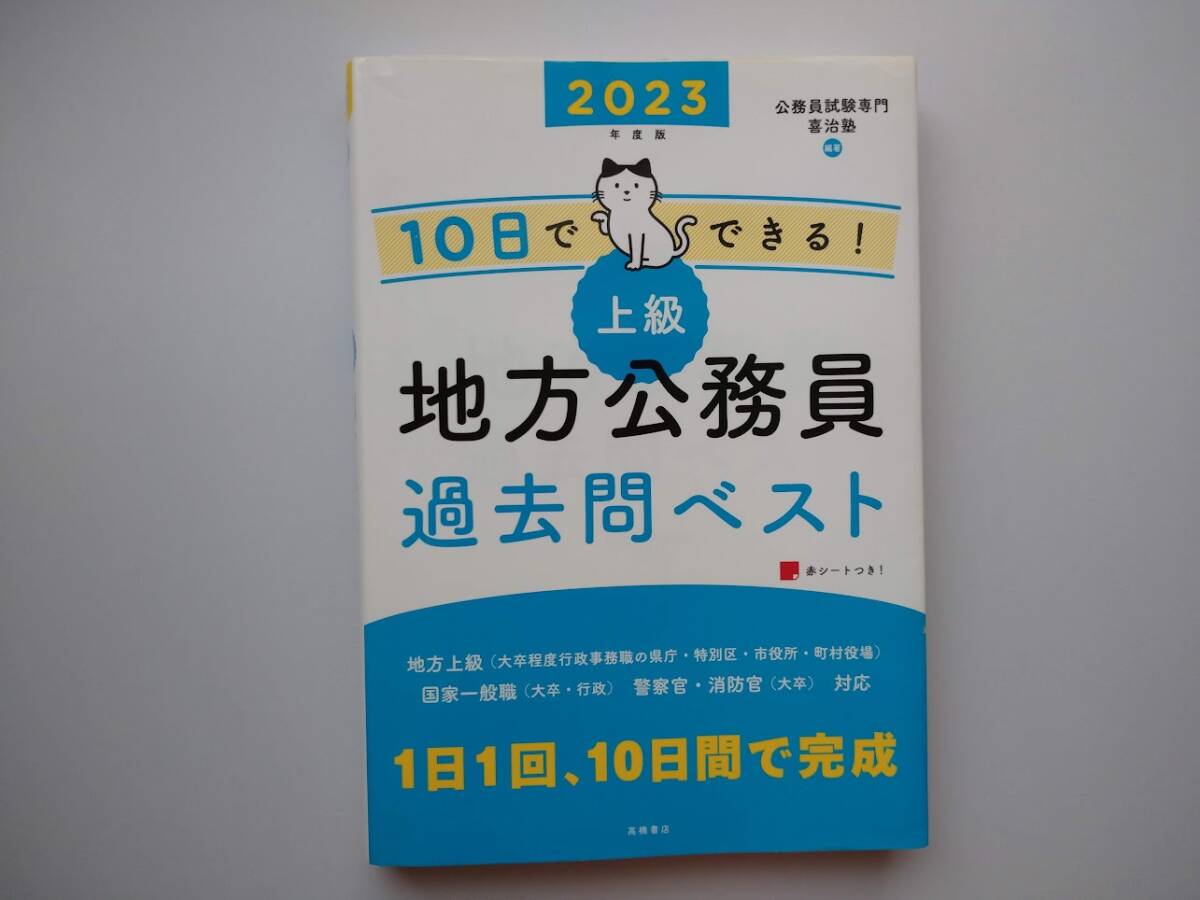 2023
年度版
公務員試験専門
喜治塾
編著
10日でできる!
上級
地方公務員
過去問ベスト
赤シートつき!
地方上級(大卒程度行政事務職の県庁・特別区・市役所・町村役場)
国家一般職(大卒・行政) 警察官・消防官(大卒) 対応
1日1回、10日間で完成
高橋書店